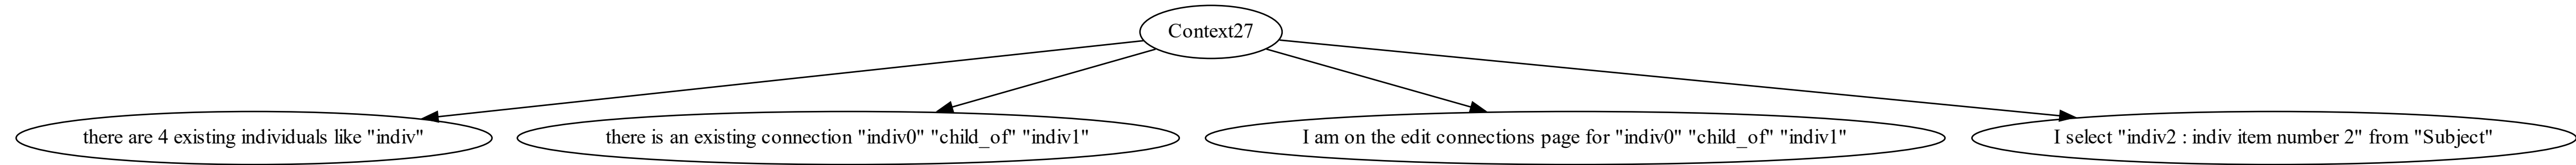 Context27
there are 4 existing individuals like "indiv"
there is an existing connection "indiv0" "child_of" "indiv1"
I am on the edit connections page for "indiv0" "child_of" "indiv1"
I select "indiv2 : indiv item number 2" from "Subject"